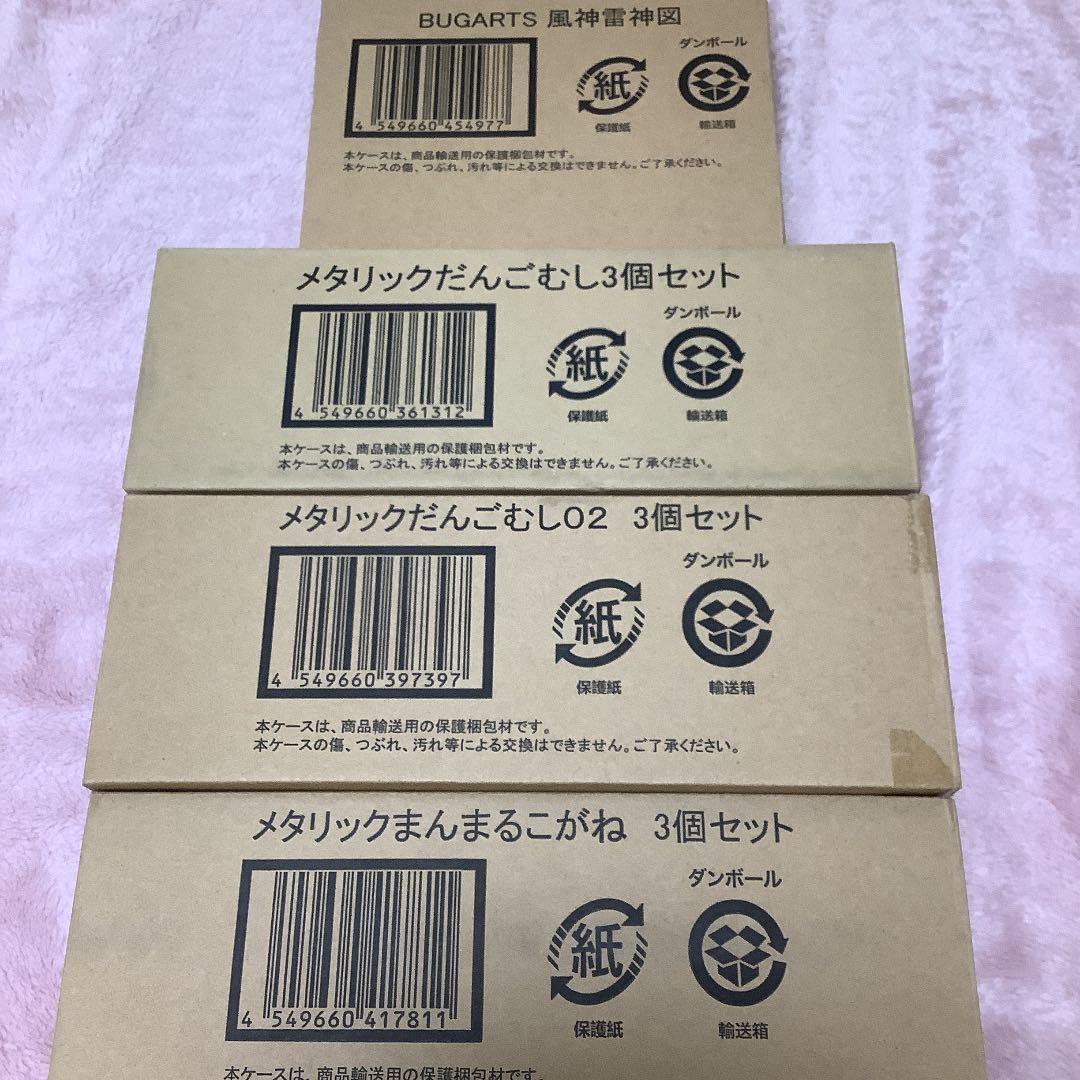 BUGARTS 風神雷神図
ダンボール
4 549660 454977
紙
保護紙
輸送箱
本ケースは、商品輸送用の保護梱包材です。
本ケースの傷、つぶれ、汚れ等による交換はできません。ご了承ください。
メタリックだんごむし3個セット
ダンボール
4 549660 361312
紙
保護紙
輸送箱
本ケースは、商品輸送用の保護梱包材です。
本ケースの傷、つぶれ、汚れ等による交換はできません。ご了承ください。
メタリックだんごむし02 3個セット
ダンボール
4 549660 397397
紙
保護紙
輸送箱
本ケースは、商品輸送用の保護梱包材です。
本ケースの傷、つぶれ、汚れ等による交換はできません。ご了承ください。
メタリックまんまるこがね 3個セット
ダンボール
4 549660 417811
紙
保護紙
輸送箱
本ケースは、商品輸送用の保護梱包材です。